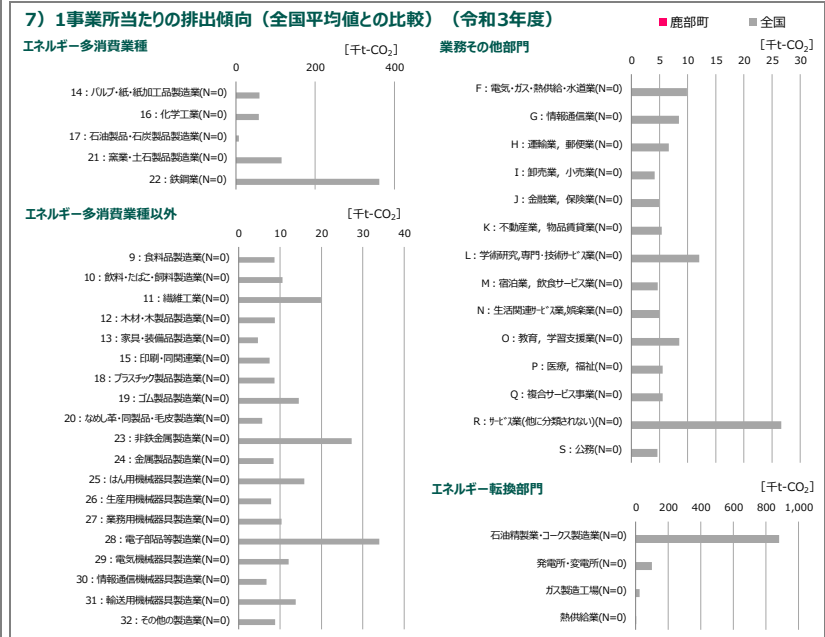 7）1事業所当たりの排出傾向（全国平均値との比較）（令和3年度）
■鹿部町 ■全国
エネルギー多消費業種
［千t-CO₂］
0 200 400
14：パルプ･紙･紙加工品製造業(N=0)
16：化学工業(N=0)
17：石油製品･石炭製品製造業(N=0)
21：窯業･土石製品製造業(N=0)
22：鉄鋼業(N=0)
エネルギー多消費業種以外
［千t-CO₂］
0 10 20 30 40
9：食料品製造業(N=0)
10：飲料･たばこ･飼料製造業(N=0)
11：繊維工業(N=0)
12：木材･木製品製造業(N=0)
13：家具･装備品製造業(N=0)
15：印刷･同関連業(N=0)
18：プラスチック製品製造業(N=0)
19：ゴム製品製造業(N=0)
20：なめし革･同製品･毛皮製造業(N=0)
23：非鉄金属製造業(N=0)
24：金属製品製造業(N=0)
25：はん用機械器具製造業(N=0)
26：生産用機械器具製造業(N=0)
27：業務用機械器具製造業(N=0)
28：電子部品等製造業(N=0)
29：電気機械器具製造業(N=0)
30：情報通信機械器具製造業(N=0)
31：輸送用機械器具製造業(N=0)
32：その他の製造業(N=0)
業務その他部門
［千t-CO₂］
0 5 10 15 20 25 30
F：電気･ガス･熱供給･水道業(N=0)
G：情報通信業(N=0)
H：運輸業，郵便業(N=0)
I：卸売業，小売業(N=0)
J：金融業，保険業(N=0)
K：不動産業，物品賃貸業(N=0)
L：学術研究,専門･技術ｻｰﾋﾞｽ業(N=0)
M：宿泊業，飲食サービス業(N=0)
N：生活関連ｻｰﾋﾞｽ業,娯楽業(N=0)
O：教育，学習支援業(N=0)
P：医療，福祉(N=0)
Q：複合サービス事業(N=0)
R：ｻｰﾋﾞｽ業(他に分類されない)(N=0)
S：公務(N=0)
エネルギー転換部門
［千t-CO₂］
0 200 400 600 800 1,000
石油精製業･コークス製造業(N=0)
発電所･変電所(N=0)
ガス製造工場(N=0)
熱供給業(N=0)